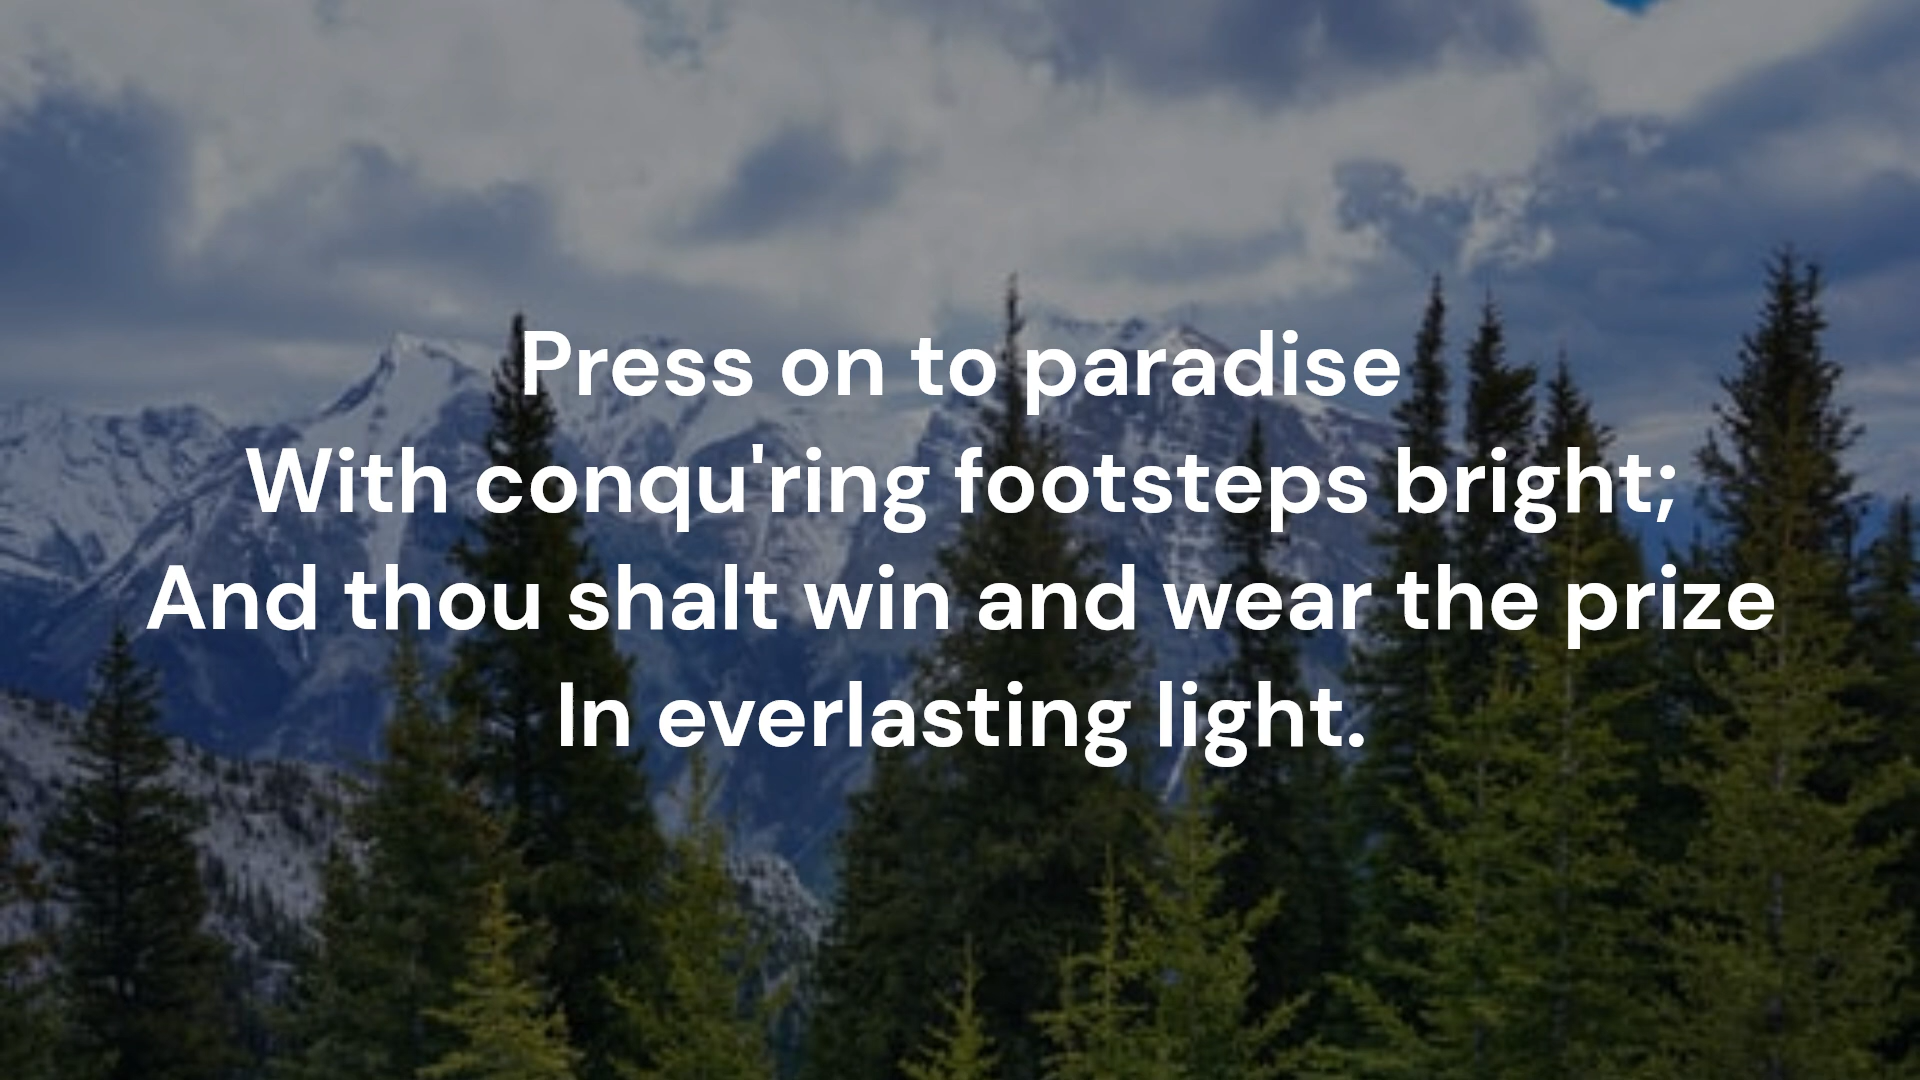 Press on to paradise
With conqu'ring footsteps bright;
And thou shalt win and wear the prize
In everlasting light.